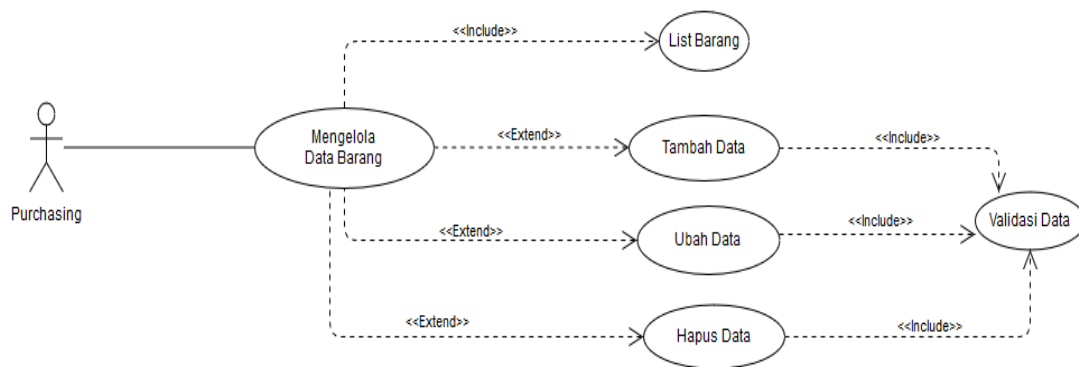 <<Include>>
List Barang
Mengelola
Data Barang
<<Extend>>
Tambah Data
<<Include>>
Purchasing
<<Extend>>
Ubah Data
<<Include>>
Validasi Data
<<Extend>>
Hapus Data
<<Include>>